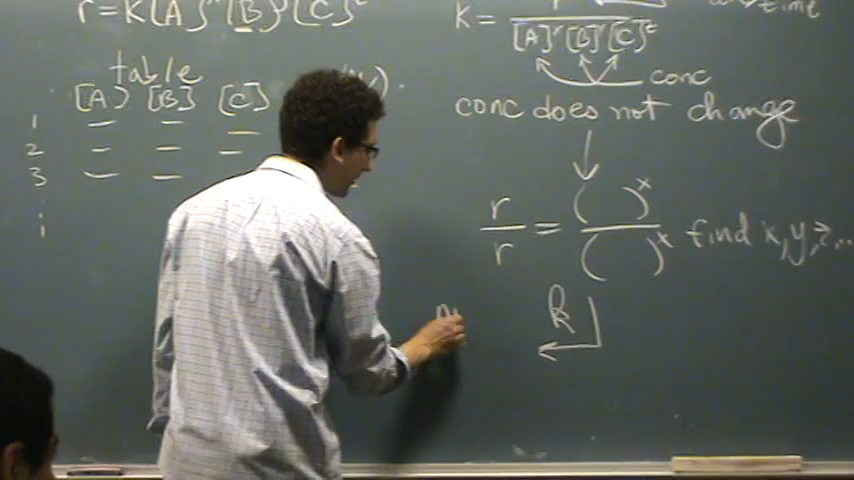 r=K[A]ˣ[B]ʸ[C]ᶻ
table
[A] [B] [C]
1
2
3
i
K=
[A]ˣ[B]ʸ[C]ᶻ
conc
conc does not change
r/r = ( )ˣ/( )ˣ find x,y,z...
k